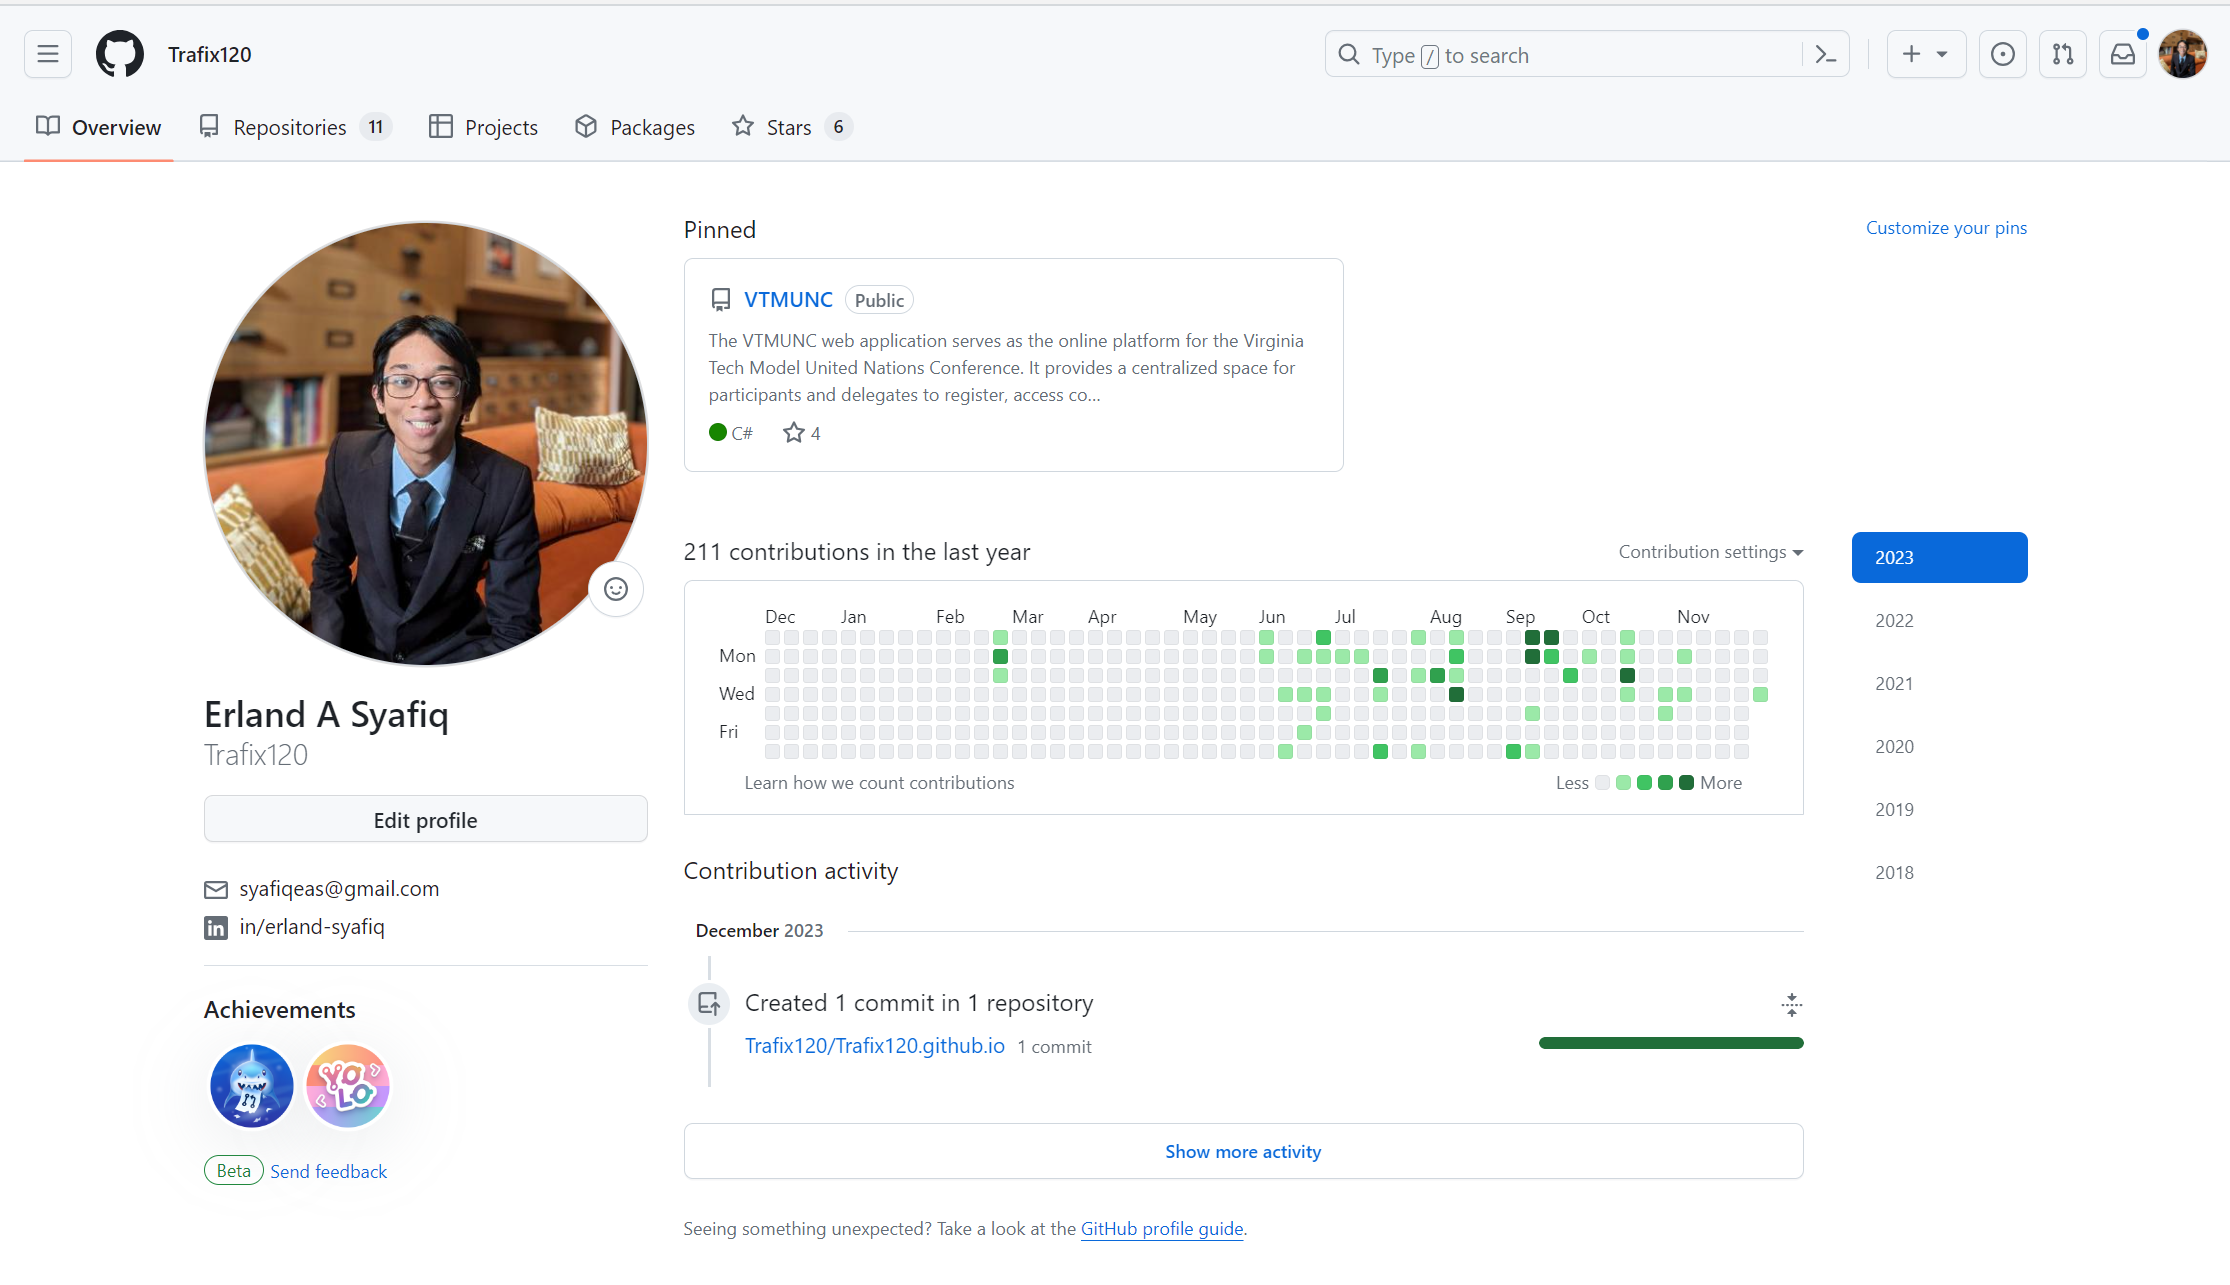 Trafix120
Type / to search
Overview
Repositories 11
Projects
Packages
Stars 6
Erland A Syafiq
Trafix120
Edit profile
syafiqeas@gmail.com
in/erland-syafiq
Achievements
YOLO
Beta Send feedback
Pinned
Customize your pins
VTMUNC Public
The VTMUNC web application serves as the online platform for the Virginia
Tech Model United Nations Conference. It provides a centralized space for
participants and delegates to register, access co...
C# 4
211 contributions in the last year
Contribution settings
Dec Jan Feb Mar Apr May Jun Jul Aug Sep Oct Nov
Mon
Wed
Fri
Learn how we count contributions
Less More
2023
2022
2021
2020
2019
2018
Contribution activity
December 2023
Created 1 commit in 1 repository
Trafix120/Trafix120.github.io 1 commit
Show more activity
Seeing something unexpected? Take a look at the GitHub profile guide.